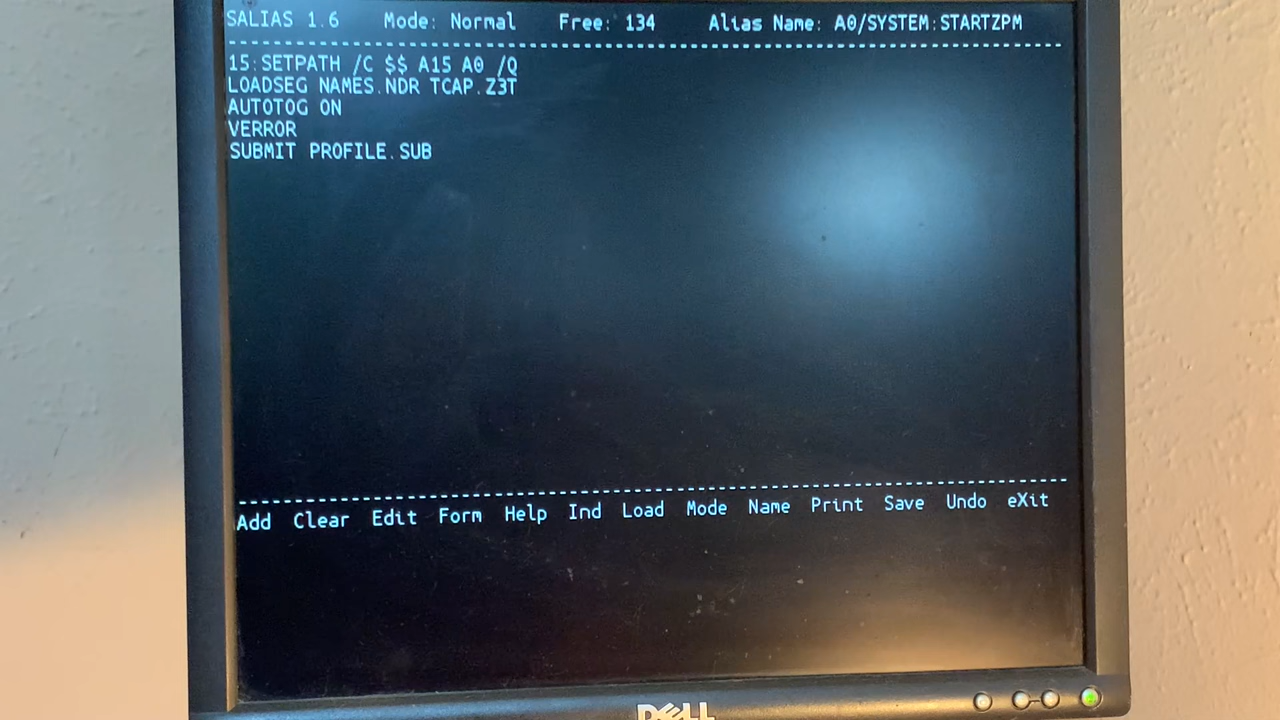 SALIAS 1.6 Mode: Normal Free: 134 Alias Name: A0/SYSTEM:STARTZPM
15:SETPATH /C $$ A15 A0 /Q
LOADSEG NAMES.NDR TCAP.Z3T
AUTOTOG ON
VERROR
SUBMIT PROFILE.SUB
Add Clear Edit Form Help Ind Load Mode Name Print Save Undo eXit
DELL